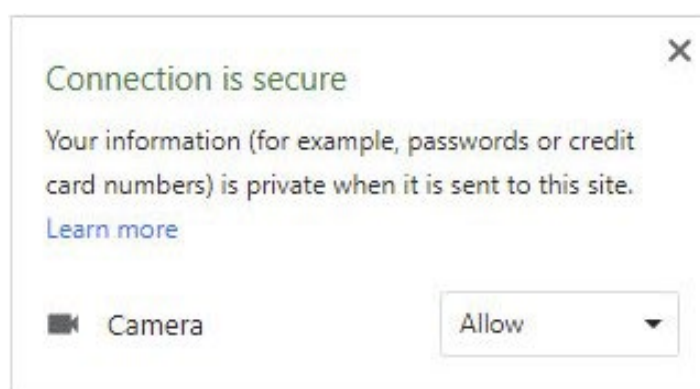 Connection is secure
Your information (for example, passwords or credit
card numbers) is private when it is sent to this site.
Learn more
Camera Allow